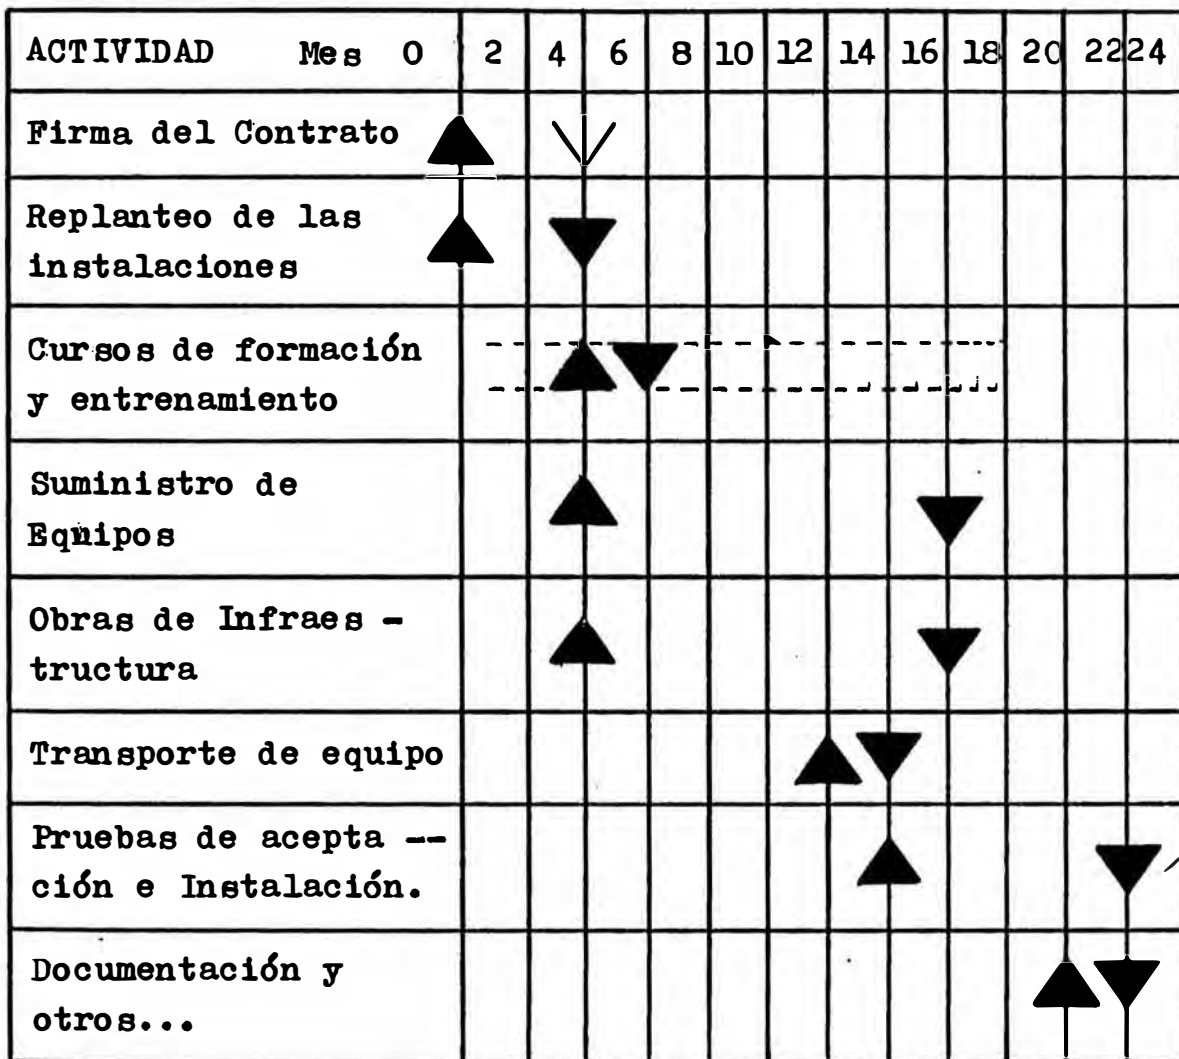 ACTIVIDAD Mes 0 2 4 6 8 10 12 14 16 18 20 22 24
Firma del Contrato
Replanteo de las
instalaciones
Cursos de formación
y entrenamiento
Suministro de
Equipos
Obras de Infraes -
tructura
Transporte de equipo
Pruebas de acepta --
ción e Instalación.
Documentación y
otros...